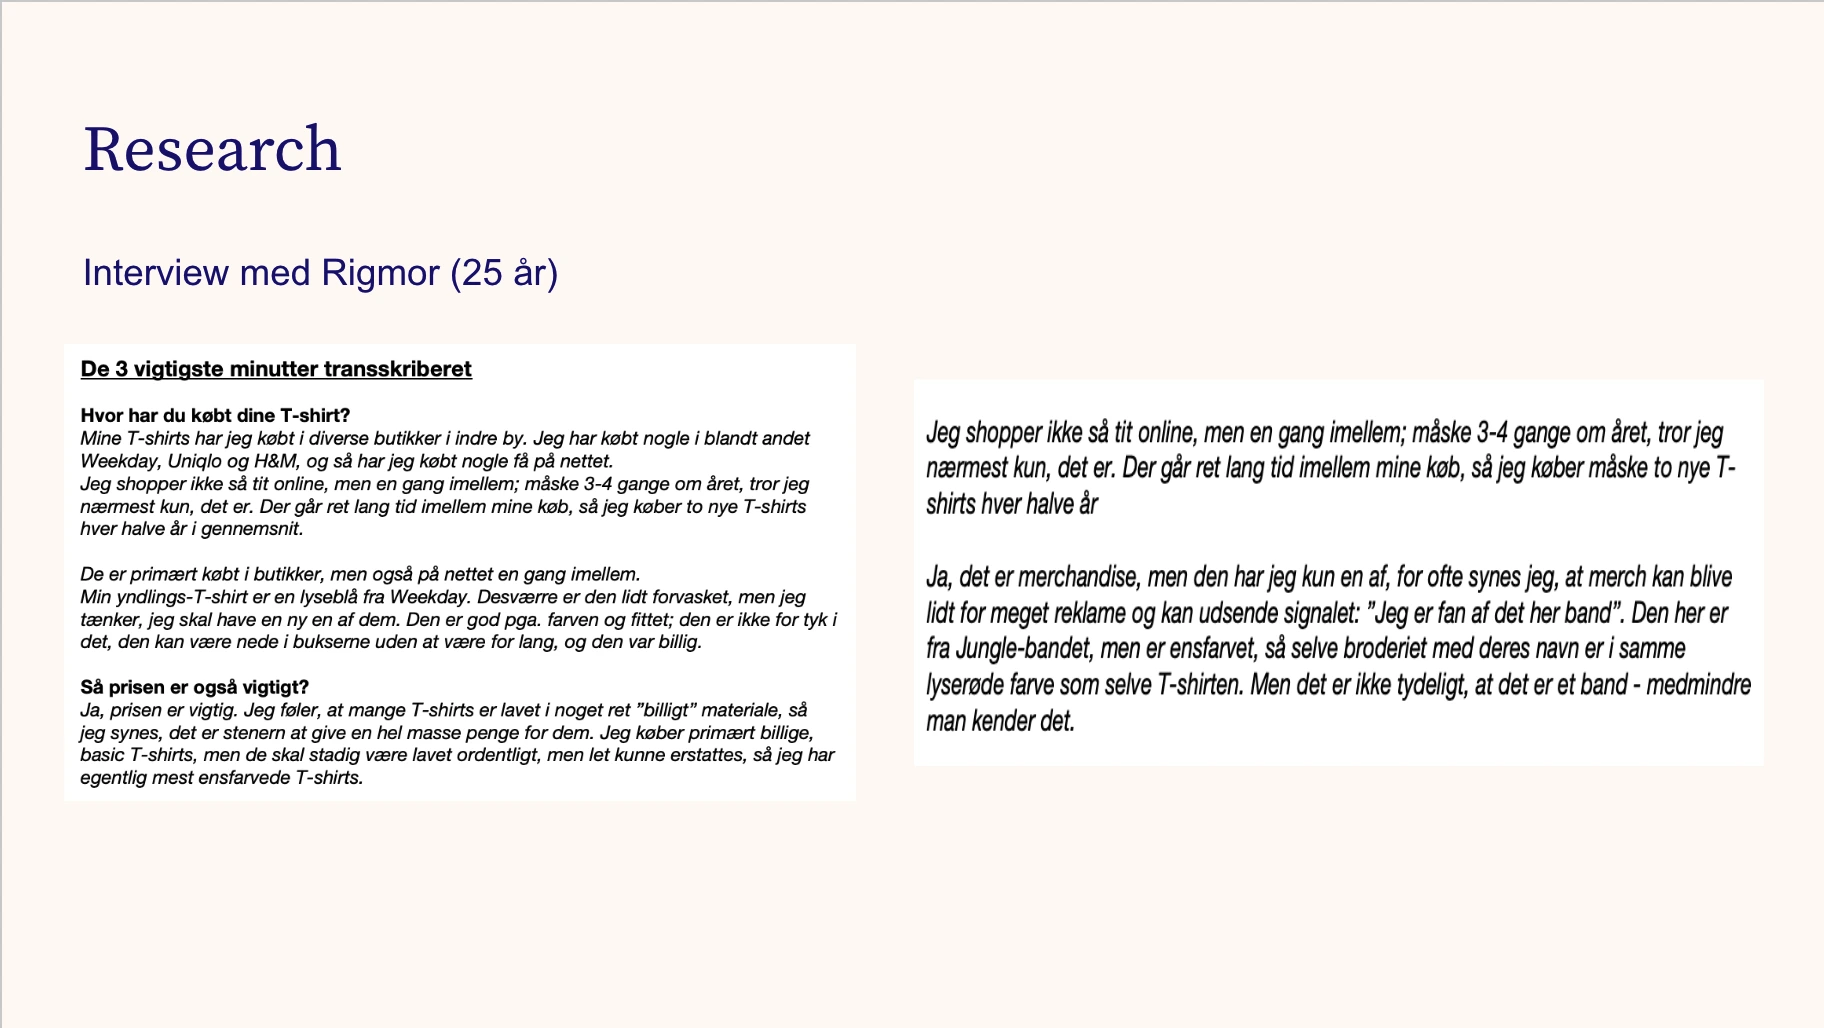 Research
Interview med Rigmor (25 år)
De 3 vigtigste minutter transskriberet
Hvor har du købt dine T-shirt?
Mine T-shirts har jeg købt i diverse butikker i indre by. Jeg har købt nogle i blandt andet
Weekday, Uniqlo og H&M, og så har jeg købt nogle få på nettet.
Jeg shopper ikke så tit online, men en gang imellem; måske 3-4 gange om året, tror jeg
nærmest kun, det er. Der går ret lang tid imellem mine køb, så jeg køber to nye T-shirts
hver halve år i gennemsnit.
De er primært købt i butikker, men også på nettet en gang imellem.
Min yndlings-T-shirt er en lyseblå fra Weekday. Desværre er den lidt forvasket, men jeg
tænker, jeg skal have en ny en af dem. Den er god pga. farven og fittet; den er ikke for tyk i
det, den kan være nede i bukserne uden at være for lang, og den var billig.
Så prisen er også vigtigt?
Ja, prisen er vigtig. Jeg føler, at mange T-shirts er lavet i noget ret ”billigt” materiale, så
jeg synes, det er stenern at give en hel masse penge for dem. Jeg køber primært billige,
basic T-shirts, men de skal stadig være lavet ordentligt, men let kunne erstattes, så jeg har
egentlig mest ensfarvede T-shirts.
Jeg shopper ikke så tit online, men en gang imellem; måske 3-4 gange om året, tror jeg
nærmest kun, det er. Der går ret lang tid imellem mine køb, så jeg køber måske to nye T-
shirts hver halve år
Ja, det er merchandise, men den har jeg kun en af, for ofte synes jeg, at merch kan blive
lidt for meget reklame og kan udsende signalet: ”Jeg er fan af det her band”. Den her er
fra Jungle-bandet, men er ensfarvet, så selve broderiet med deres navn er i samme
lyserøde farve som selve T-shirten. Men det er ikke tydeligt, at det er et band - medmindre
man kender det.